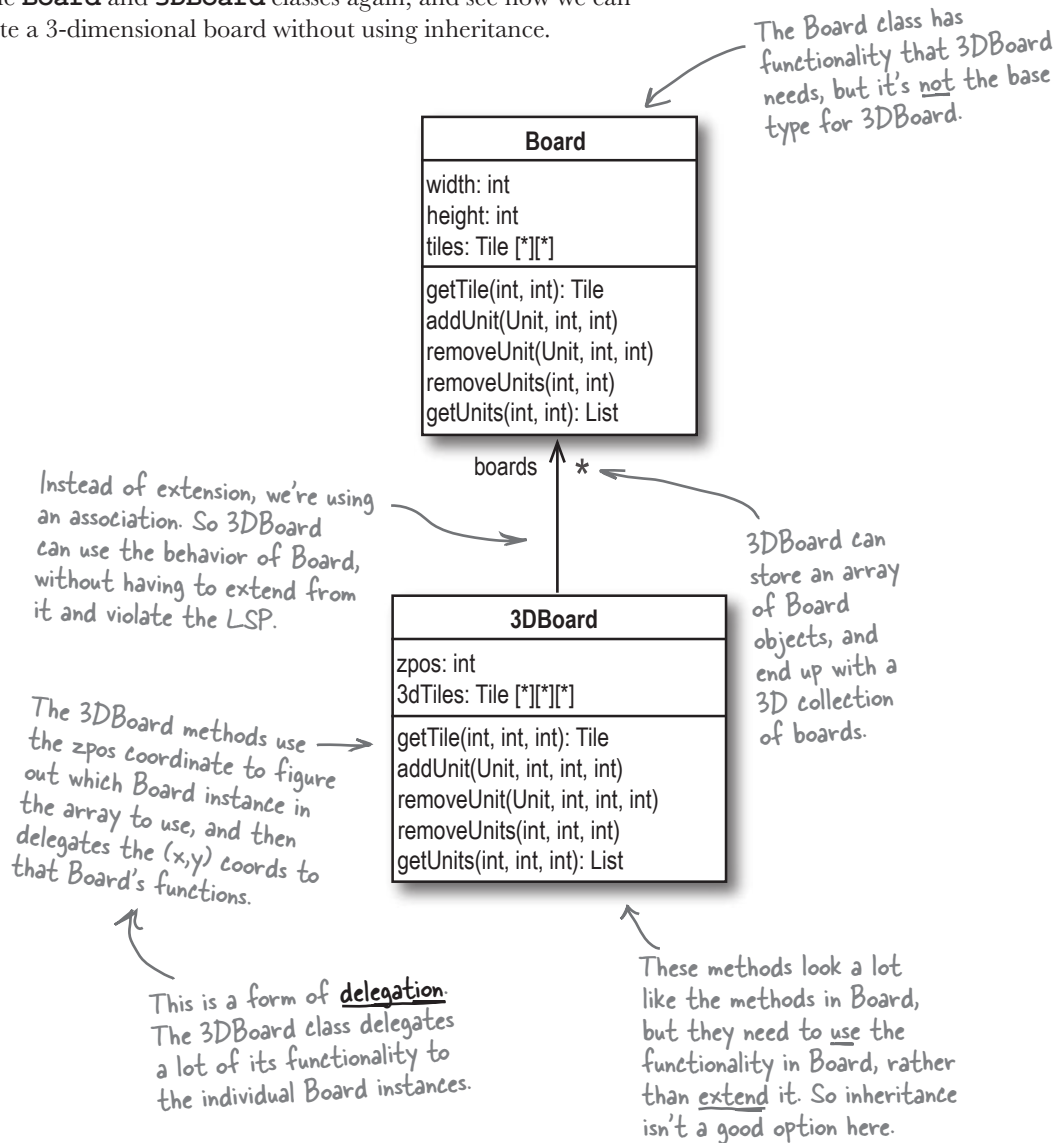 Board and 3DBoard classes again, and see how we can
te a 3-dimensional board without using inheritance.
The Board class has
functionality that 3DBoard
needs, but it's not the base
type for 3DBoard.
Board
width: int
height: int
tiles: Tile [*][*]
getTile(int, int): Tile
addUnit(Unit, int, int)
removeUnit(Unit, int, int)
removeUnits(int, int)
getUnits(int, int): List
boards *
Instead of extension, we're using
an association. So 3DBoard
can use the behavior of Board,
without having to extend from
it and violate the LSP.
3DBoard can
store an array
of Board
objects, and
end up with a
3D collection
of boards.
3DBoard
zpos: int
3dTiles: Tile [*][*][*]
getTile(int, int, int): Tile
addUnit(Unit, int, int, int)
removeUnit(Unit, int, int, int)
removeUnits(int, int, int)
getUnits(int, int, int): List
The 3DBoard methods use
the zpos coordinate to figure
out which Board instance in
the array to use, and then
delegates the (x,y) coords to
that Board's functions.
This is a form of delegation.
The 3DBoard class delegates
a lot of its functionality to
the individual Board instances.
These methods look a lot
like the methods in Board,
but they need to use the
functionality in Board, rather
than extend it. So inheritance
isn't a good option here.